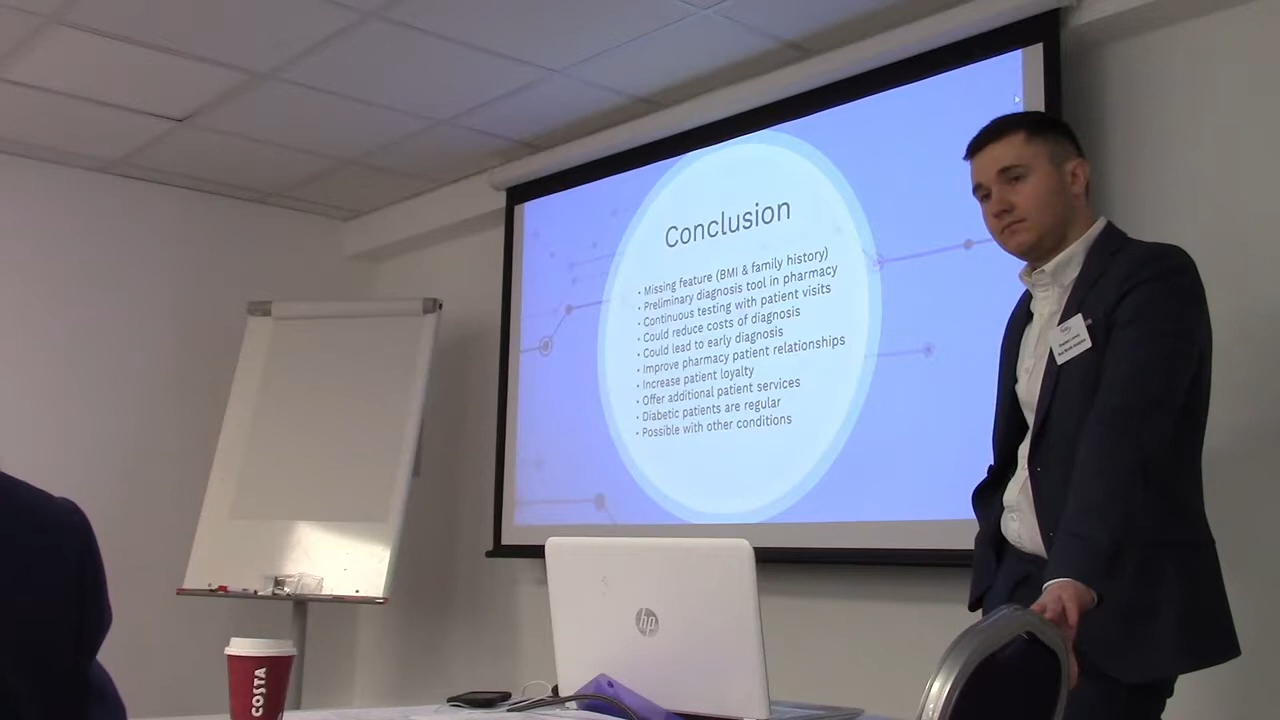 Conclusion
• Missing feature (BMI & family history)
• Preliminary diagnosis tool in pharmacy
• Continuous testing with patient visits
• Could reduce costs of diagnosis
• Could lead to early diagnosis
• Improve pharmacy patient relationships
• Increase patient loyalty
• Offer additional patient services
• Diabetic patients are regular
• Possible with other conditions
hp
COSTA